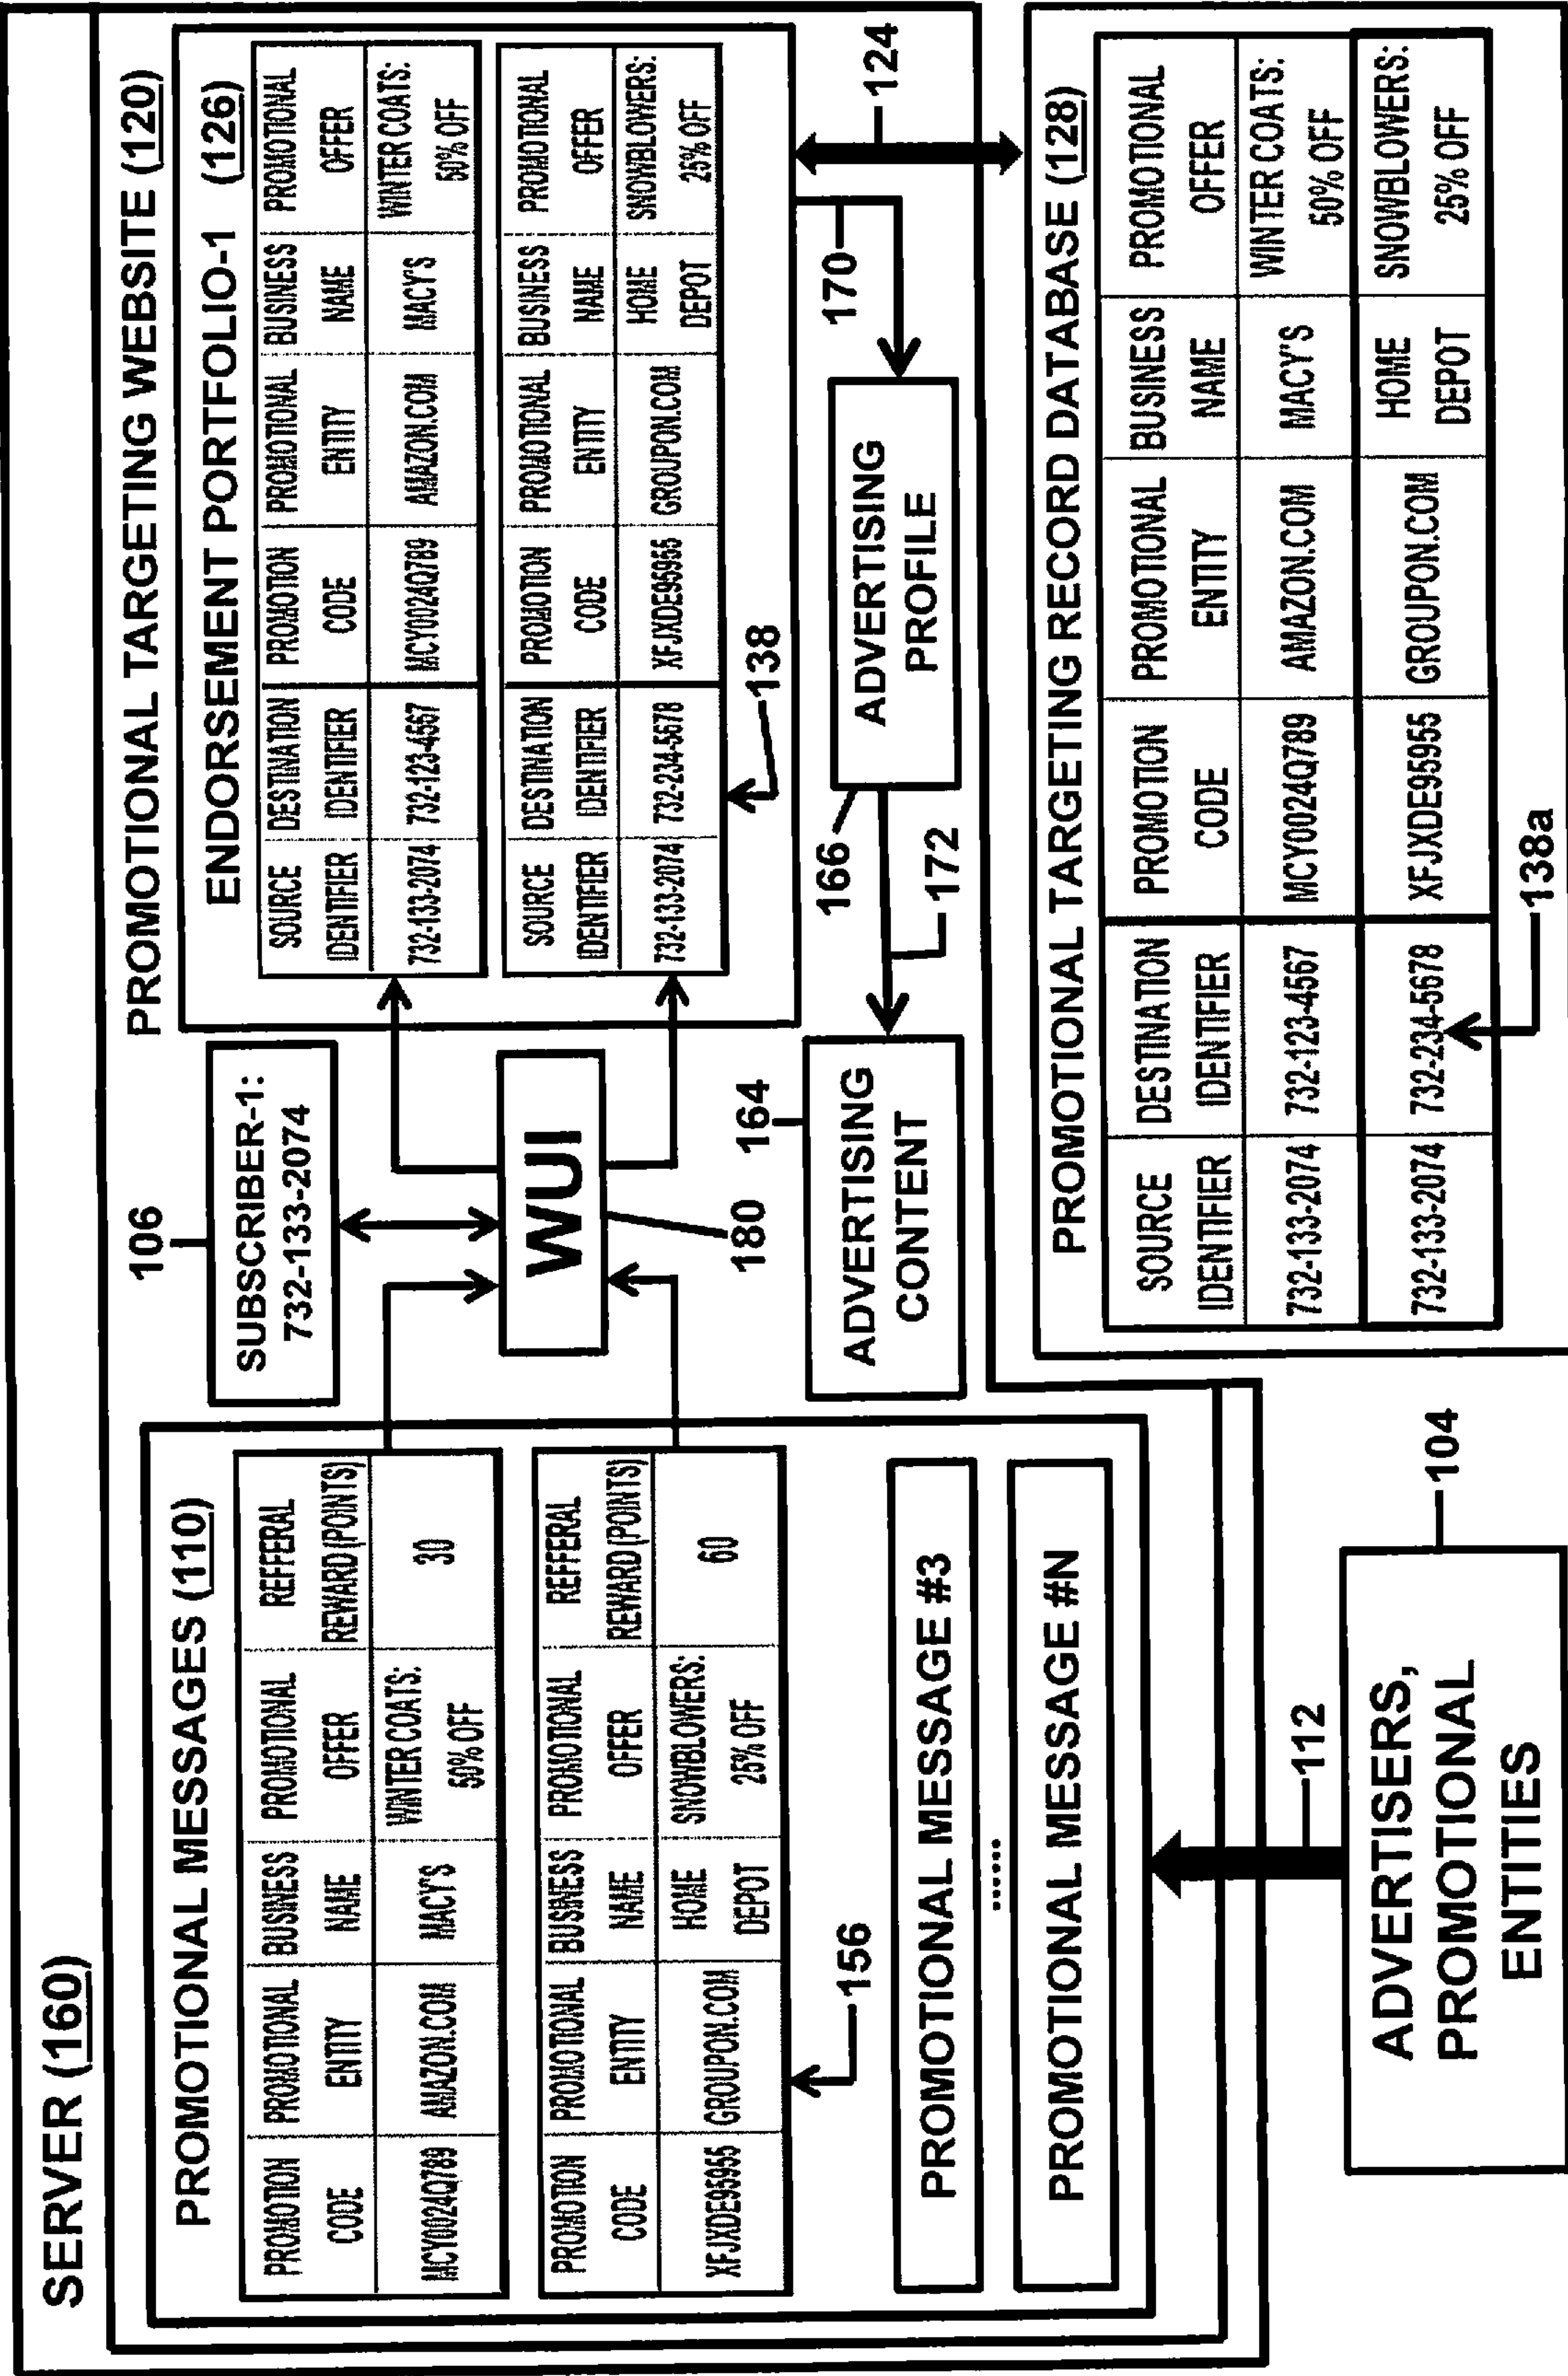 SERVER (160)
PROMOTIONAL TARGETING WEBSITE (120)
PROMOTIONAL MESSAGES (110)
PROMOTION PROMOTIONAL BUSINESS PROMOTIONAL REFFERAL
CODE ENTITY NAME OFFER REWARD (POINTS)
MCY0024Q789 AMAZON.COM MACY'S WINTER COATS: 30
50% OFF
PROMOTION PROMOTIONAL BUSINESS PROMOTIONAL REFFERAL
CODE ENTITY NAME OFFER REWARD (POINTS)
XFJXDE95955 GROUPON.COM HOME SNOWBLOWERS: 60
DEPOT 25% OFF
156
PROMOTIONAL MESSAGE #3
......
PROMOTIONAL MESSAGE #N
112
ADVERTISERS,
PROMOTIONAL
ENTITIES
104
106
SUBSCRIBER-1:
732-133-2074
WUI
180
164
ADVERTISING
CONTENT
ENDORSEMENT PORTFOLIO-1 (126)
SOURCE DESTINATION PROMOTION PROMOTIONAL BUSINESS PROMOTIONAL
IDENTIFIER IDENTIFIER CODE ENTITY NAME OFFER
732-133-2074 732-123-4567 MCY0024Q789 AMAZON.COM MACY'S WINTER COATS:
50% OFF
SOURCE DESTINATION PROMOTION PROMOTIONAL BUSINESS PROMOTIONAL
IDENTIFIER IDENTIFIER CODE ENTITY NAME OFFER
732-133-2074 732-234-5678 XFJXDE95955 GROUPON.COM HOME SNOWBLOWERS:
DEPOT 25% OFF
138
166
172
ADVERTISING
PROFILE
170
124
PROMOTIONAL TARGETING RECORD DATABASE (128)
SOURCE DESTINATION PROMOTION PROMOTIONAL BUSINESS PROMOTIONAL
IDENTIFIER IDENTIFIER CODE ENTITY NAME OFFER
732-133-2074 732-123-4567 MCY0024Q789 AMAZON.COM MACY'S WINTER COATS:
50% OFF
732-133-2074 732-234-5678 XFJXDE95955 GROUPON.COM HOME SNOWBLOWERS:
DEPOT 25% OFF
138a